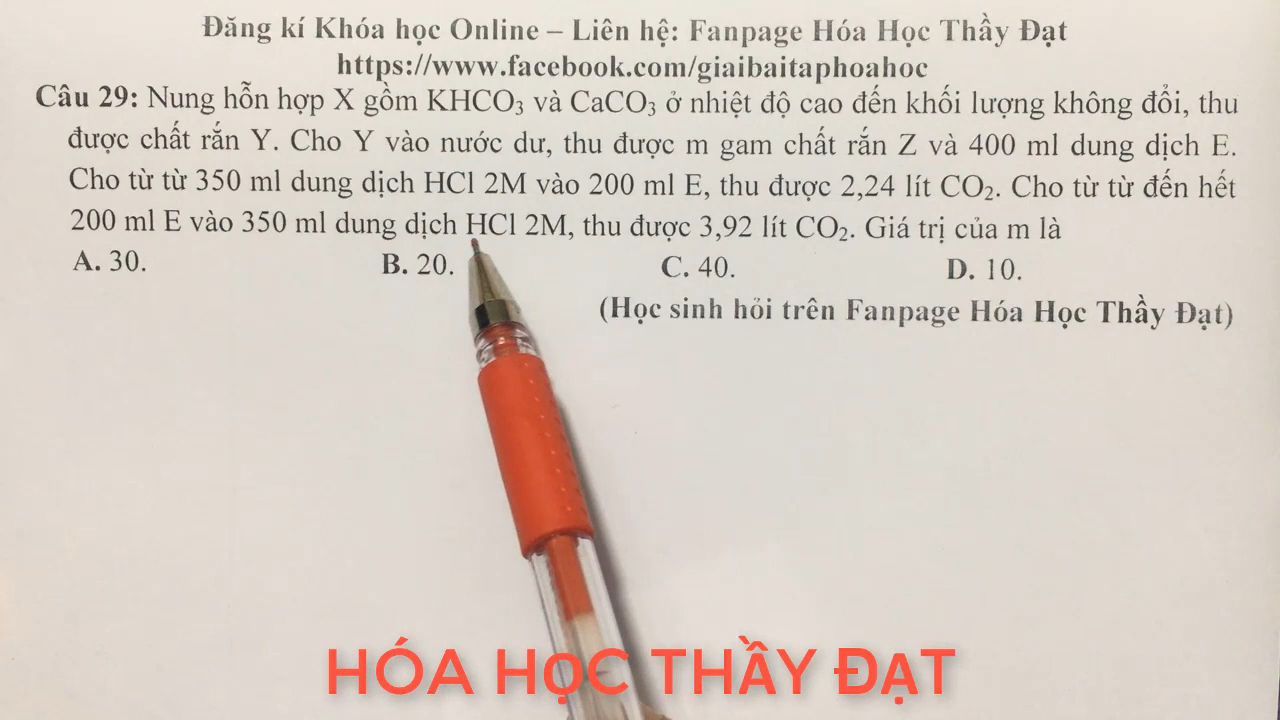 Đăng kí Khóa học Online – Liên hệ: Fanpage Hóa Học Thầy Đạt
https://www.facebook.com/giaibaitaphoahoc
Câu 29: Nung hỗn hợp X gồm KHCO₃ và CaCO₃ ở nhiệt độ cao đến khối lượng không đổi, thu
được chất rắn Y. Cho Y vào nước dư, thu được m gam chất rắn Z và 400 ml dung dịch E.
Cho từ từ 350 ml dung dịch HCl 2M vào 200 ml E, thu được 2,24 lít CO₂. Cho từ từ đến hết
200 ml E vào 350 ml dung dịch HCl 2M, thu được 3,92 lít CO₂. Giá trị của m là
A. 30. B. 20. C. 40. D. 10.
(Học sinh hỏi trên Fanpage Hóa Học Thầy Đạt)
HÓA HỌC THẦY ĐẠT